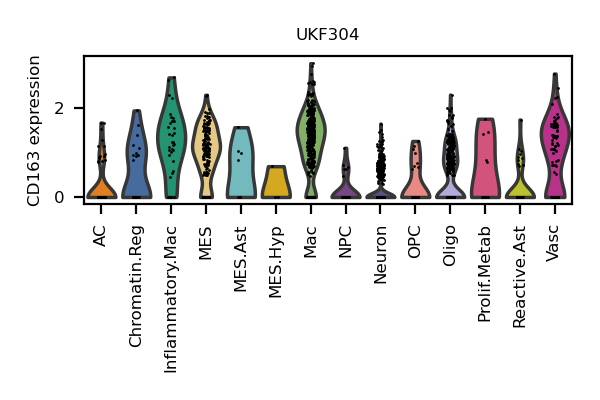 UKF304
CD163 expression
2
0
AC
Chromatin.Reg
Inflammatory.Mac
MES
MES.Ast
MES.Hyp
Mac
NPC
Neuron
OPC
Oligo
Prolif.Metab
Reactive.Ast
Vasc